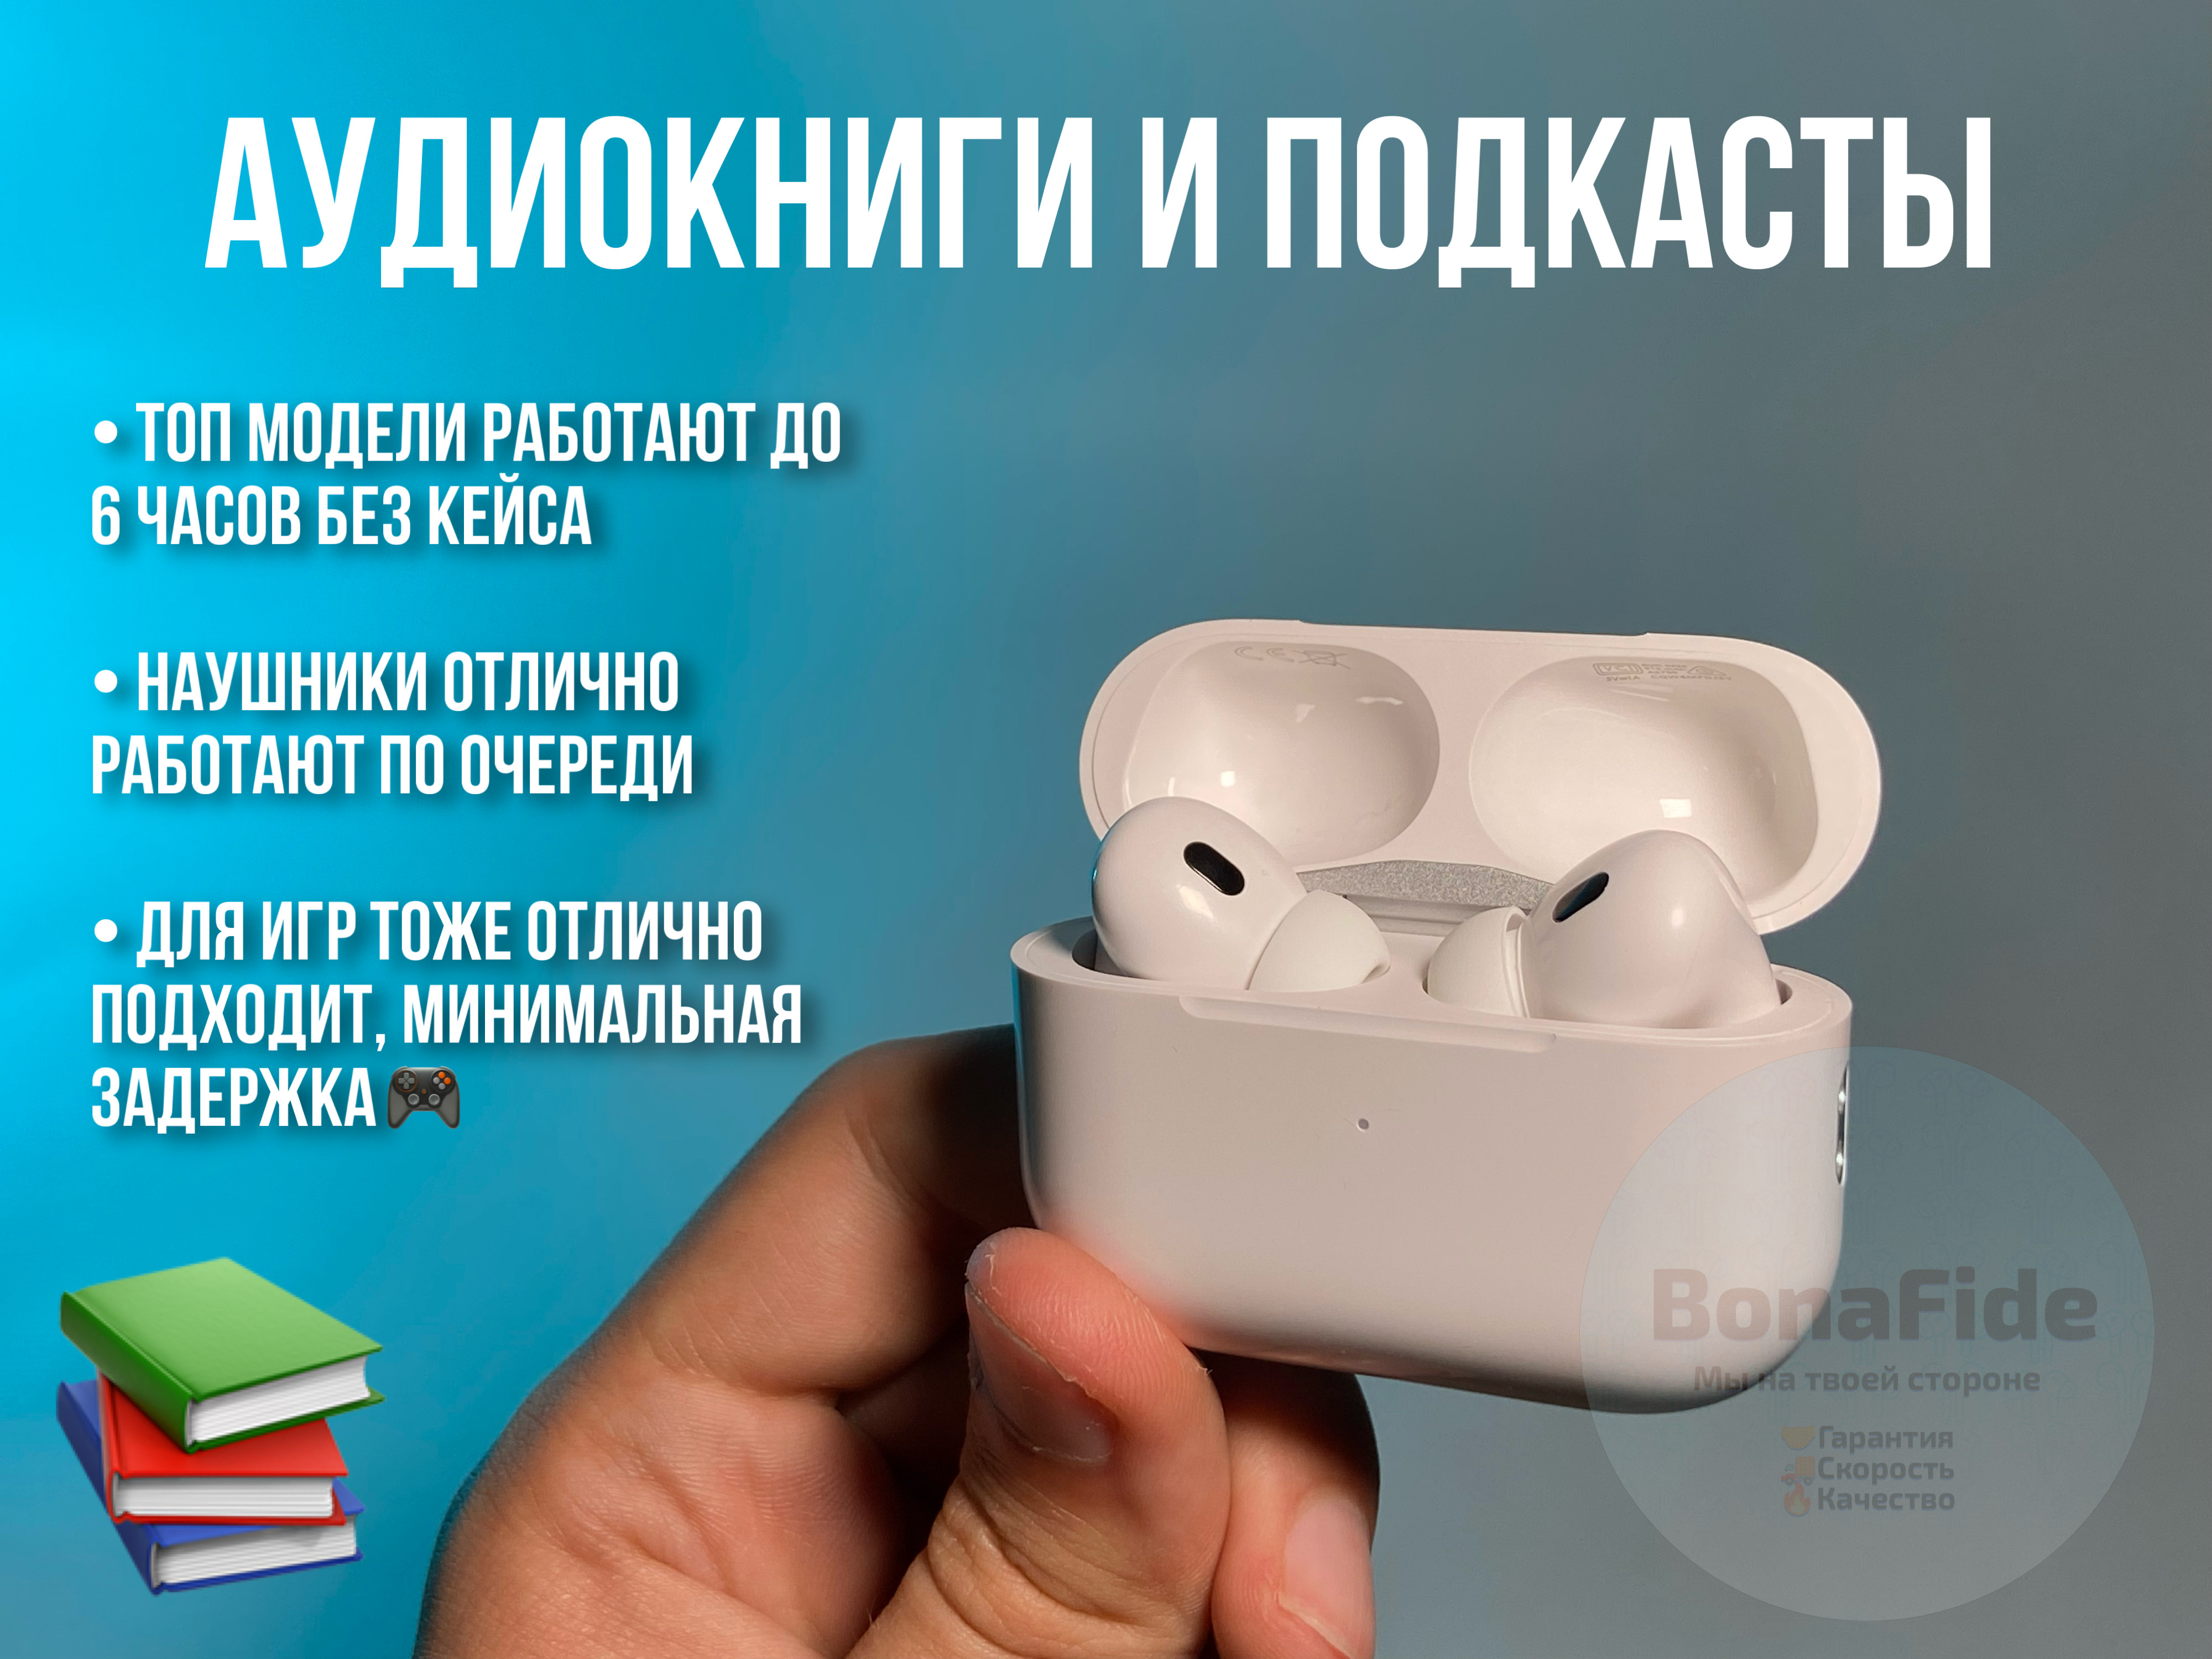 АУДИОКНИГИ И ПОДКАСТЫ
• ТОП МОДЕЛИ РАБОТАЮТ ДО
6 ЧАСОВ БЕЗ КЕЙСА
• НАУШНИКИ ОТЛИЧНО
РАБОТАЮТ ПО ОЧЕРЕДИ
• ДЛЯ ИГР ТОЖЕ ОТЛИЧНО
ПОДХОДИТ, МИНИМАЛЬНАЯ
ЗАДЕРЖКА🎮
BonaFide
Мы на твоей стороне
Гарантия
Скорость
Качество